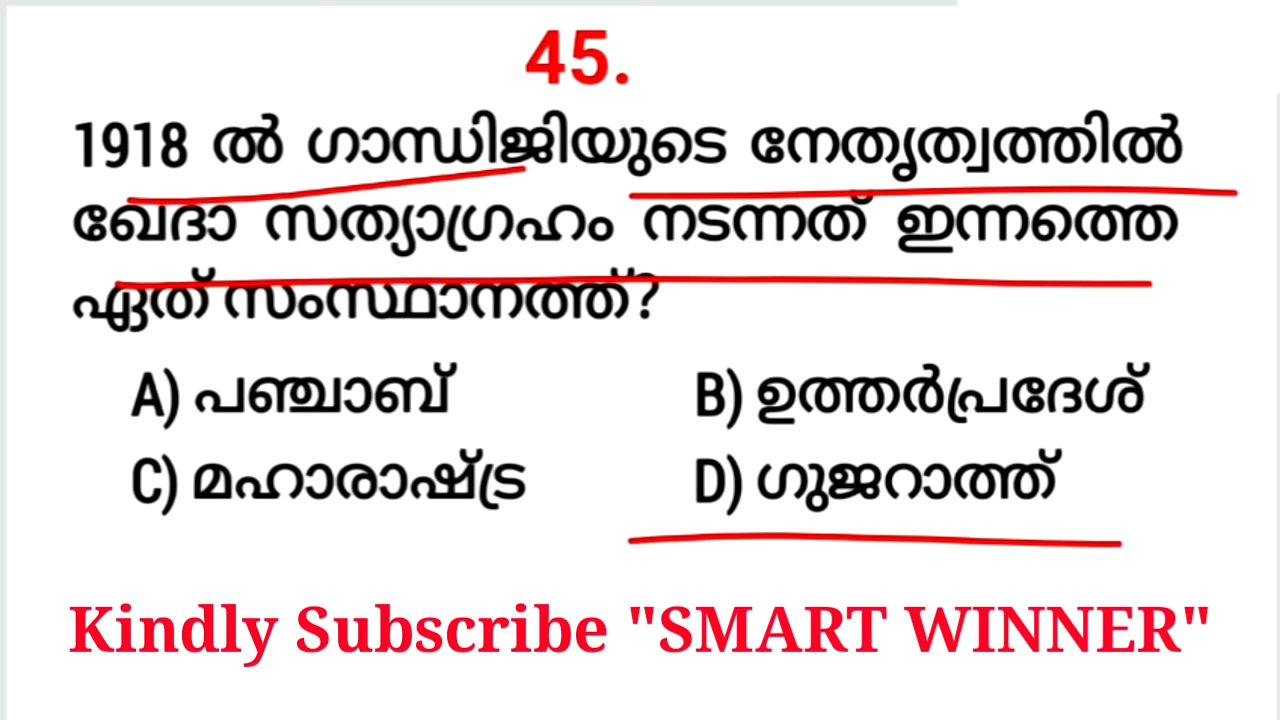 45.
1918 ൽ ഗാന്ധിജിയുടെ നേതൃത്വത്തിൽ
ഖേദാ സത്യാഗ്രഹം നടന്നത് ഇന്നത്തെ
ഏത് സംസ്ഥാനത്ത്?
A) പഞ്ചാബ് B) ഉത്തർപ്രദേശ്
C) മഹാരാഷ്ട്ര D) ഗുജറാത്ത്
Kindly Subscribe "SMART WINNER"